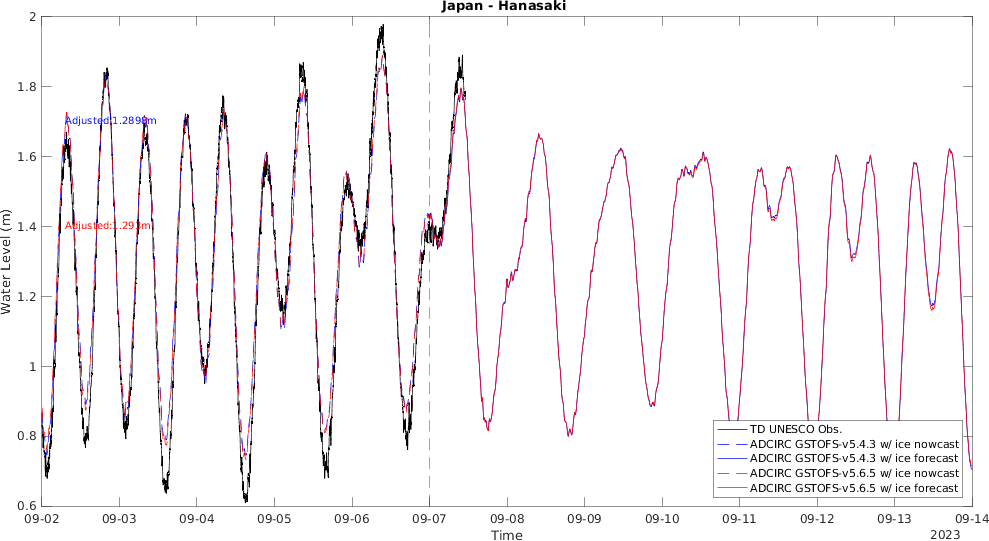 Japan - Hanasaki
2
1.8
1.6
1.4
1.2
1
0.8
0.6
Water Level (m)
Adjusted:1.2898m
Adjusted:1.293m
TD UNESCO Obs.
ADCIRC GSTOFS-v5.4.3 w/ ice nowcast
ADCIRC GSTOFS-v5.4.3 w/ ice forecast
ADCIRC GSTOFS-v5.6.5 w/ ice nowcast
ADCIRC GSTOFS-v5.6.5 w/ ice forecast
09-02 09-03 09-04 09-05 09-06 09-07 09-08 09-09 09-10 09-11 09-12 09-13 09-14
Time
2023